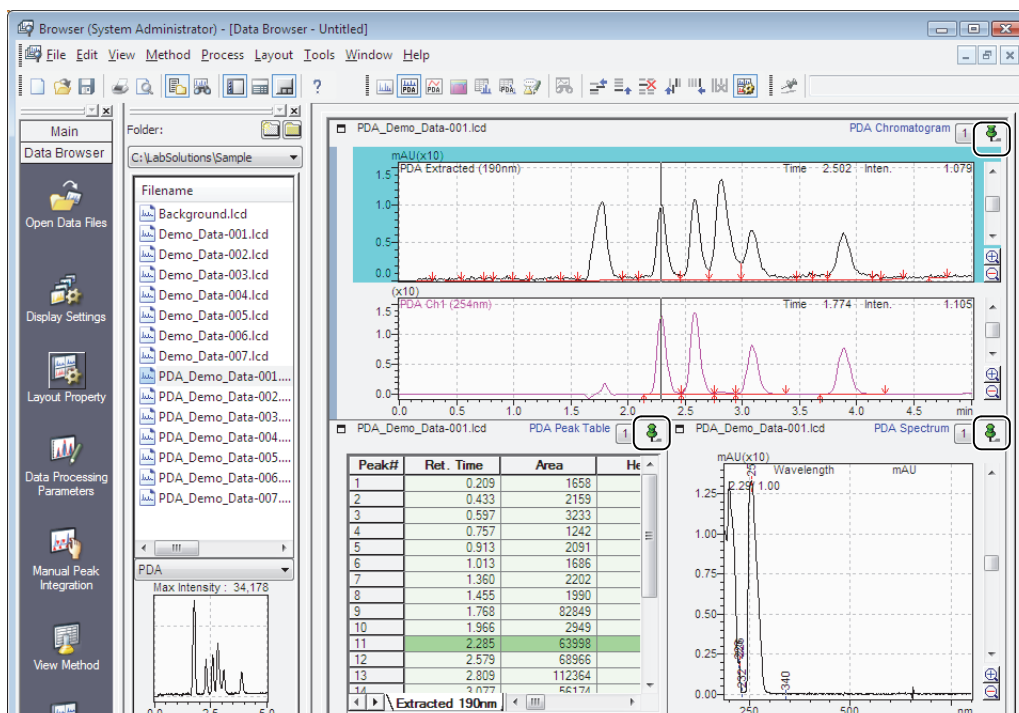 Browser (System Administrator) - [Data Browser - Untitled]
File Edit View Method Process Layout Tools Window Help
Main
Data Browser
Open Data Files
Display Settings
Layout Property
Data Processing
Parameters
Manual Peak
Integration
View Method
Folder:
C:\LabSolutions\Sample
Filename
Background.lcd
Demo_Data-001.lcd
Demo_Data-002.lcd
Demo_Data-003.lcd
Demo_Data-004.lcd
Demo_Data-005.lcd
Demo_Data-006.lcd
Demo_Data-007.lcd
PDA_Demo_Data-001....
PDA_Demo_Data-002....
PDA_Demo_Data-003....
PDA_Demo_Data-004....
PDA_Demo_Data-005....
PDA_Demo_Data-006....
PDA_Demo_Data-007....
PDA
Max Intensity : 34,178
0.0 2.5 5.0
PDA_Demo_Data-001.lcd PDA Chromatogram 1
mAU(x10)
PDA Extracted (190nm) Time 2.502 Inten. 1.079
1.5
1.0
0.5
0.0
(x10)
PDA Ch1 (254nm) Time 1.774 Inten. 1.105
1.5
1.0
0.5
0.0
0.0 0.5 1.0 1.5 2.0 2.5 3.0 3.5 4.0 4.5 min
PDA_Demo_Data-001.lcd PDA Peak Table 1
Peak# Ret. Time Area He
1 0.209 1658
2 0.433 2159
3 0.597 3233
4 0.757 1242
5 0.913 2091
6 1.013 1686
7 1.360 2202
8 1.455 1990
9 1.768 82849
10 1.966 2949
11 2.285 63998
12 2.579 68966
13 2.809 112364
14 3.077 56174
Extracted 190nm
PDA_Demo_Data-001.lcd PDA Spectrum 1
mAU(x10)
Wavelength mAU
2.29 1.00
1.25
1.00
0.75
0.50
0.25
0.00
232
340
250 500 nm